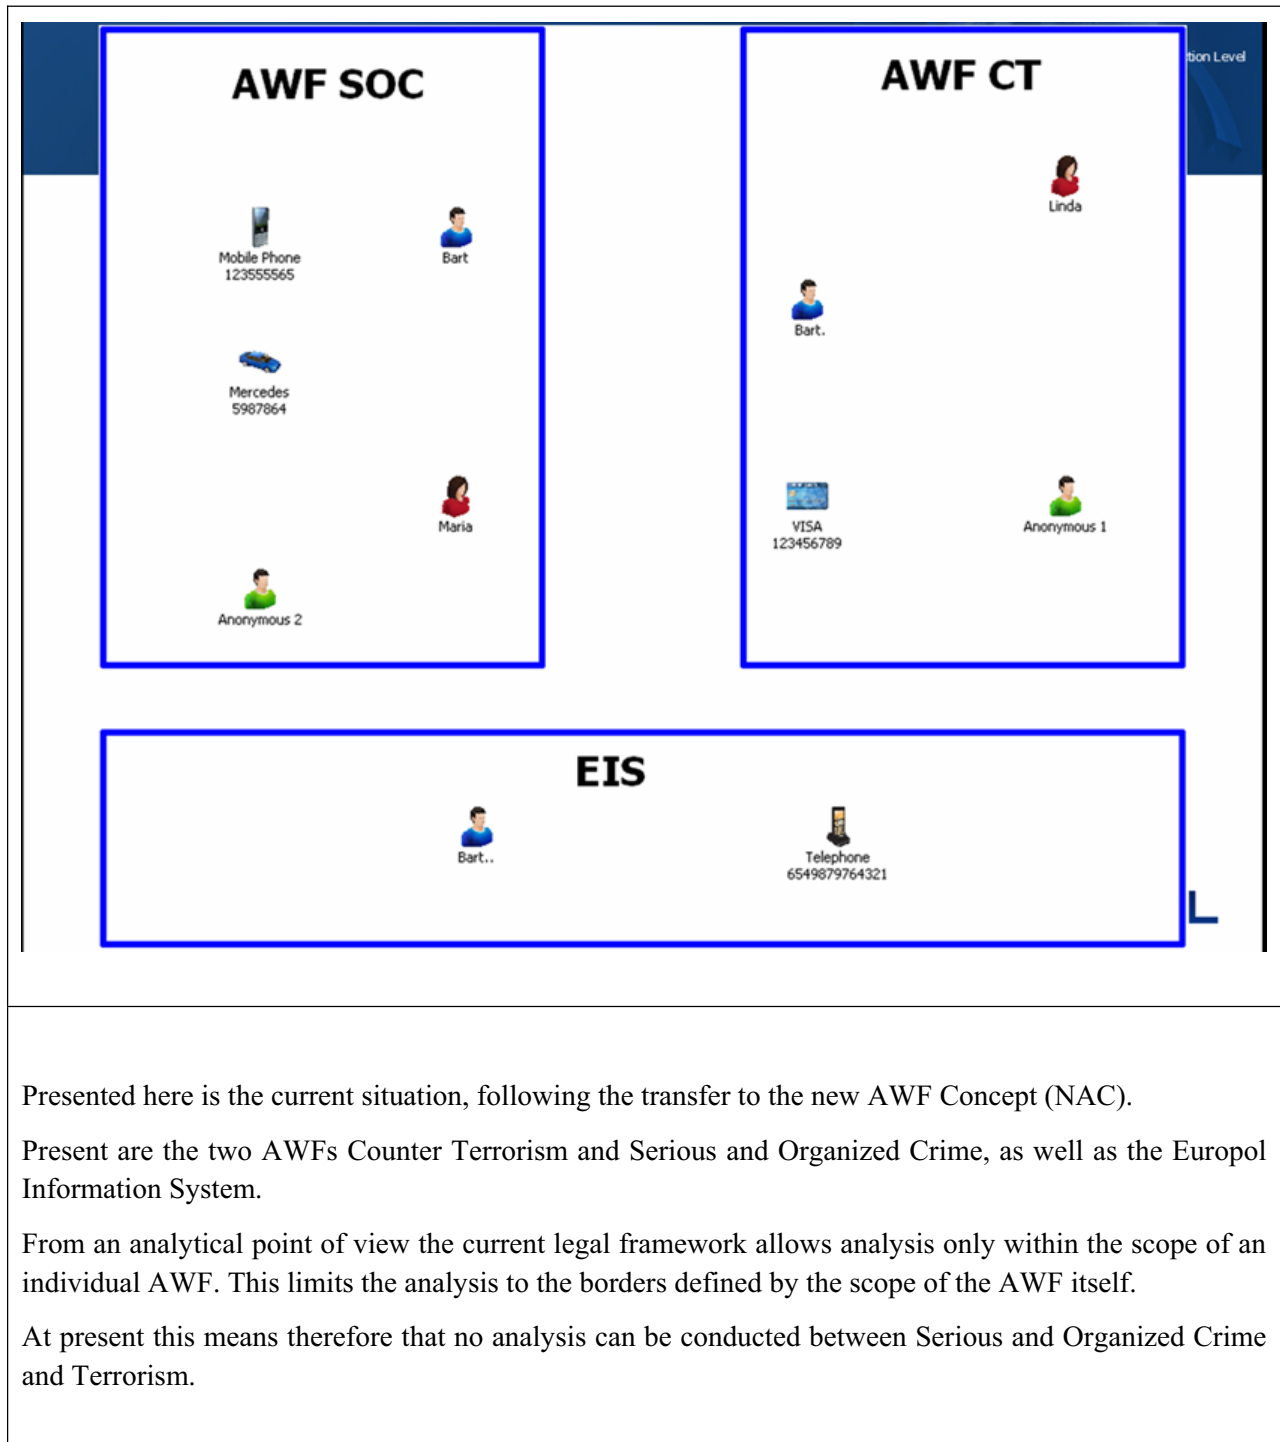 tion Level
AWF SOC
AWF CT
Linda
Mobile Phone
123555565
Bart
Bart.
Mercedes
5987864
Maria
VISA
123456789
Anonymous 1
Anonymous 2
EIS
Bart..
Telephone
6549879764321
L
Presented here is the current situation, following the transfer to the new AWF Concept (NAC).
Present are the two AWFs Counter Terrorism and Serious and Organized Crime, as well as the Europol
Information System.
From an analytical point of view the current legal framework allows analysis only within the scope of an
individual AWF. This limits the analysis to the borders defined by the scope of the AWF itself.
At present this means therefore that no analysis can be conducted between Serious and Organized Crime
and Terrorism.